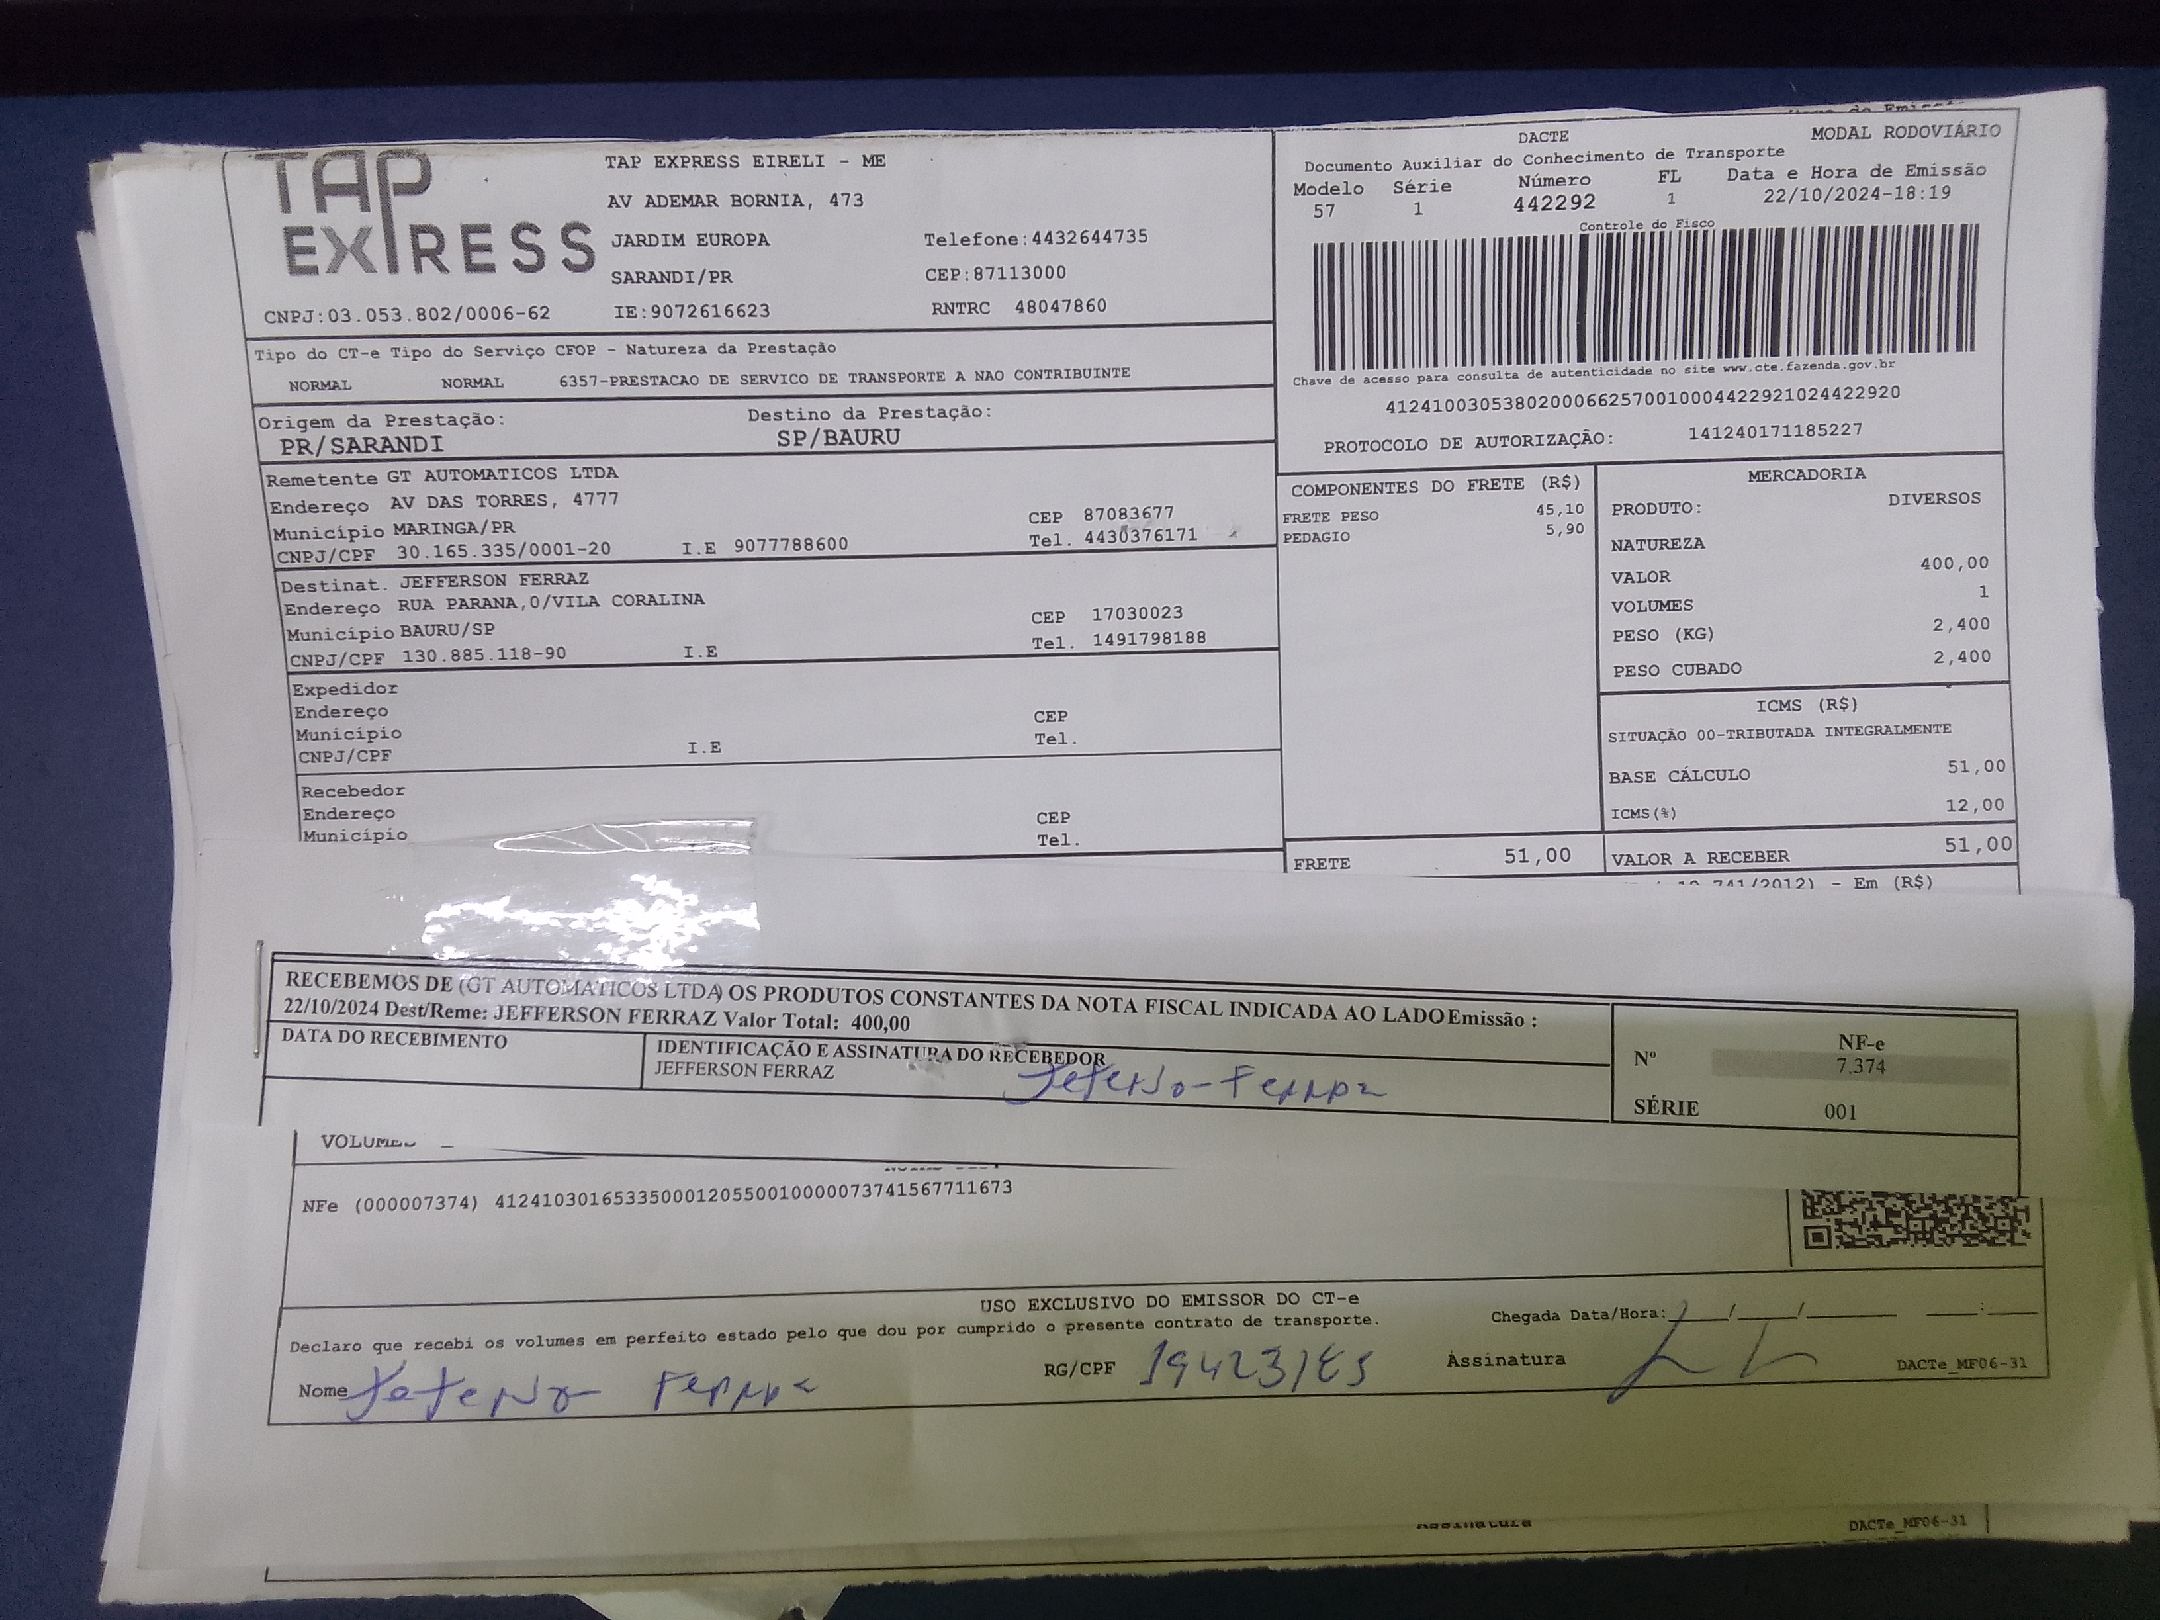 TAP
EXPRESS
TAP EXPRESS EIRELI - ME
AV ADEMAR BORNIA, 473
JARDIM EUROPA Telefone:4432644735
SARANDI/PR CEP:87113000
CNPJ:03.053.802/0006-62 IE:9072616623 RNTRC 48047860
DACTE MODAL RODOVIÁRIO
Documento Auxiliar do Conhecimento de Transporte
Modelo Série Número FL Data e Hora de Emissão
57 1 442292 1 22/10/2024-18:19
Controle do Fisco
Chave de acesso para consulta de autenticidade no site www.cte.fazenda.gov.br
41241003053802000662570010004422921024422920
PROTOCOLO DE AUTORIZAÇÃO: 141240171185227
Tipo do CT-e Tipo do Serviço CFOP - Natureza da Prestação
NORMAL NORMAL 6357-PRESTACAO DE SERVICO DE TRANSPORTE A NAO CONTRIBUINTE
Origem da Prestação: Destino da Prestação:
PR/SARANDI SP/BAURU
Remetente GT AUTOMATICOS LTDA
Endereço AV DAS TORRES, 4777
Município MARINGA/PR CEP 87083677
CNPJ/CPF 30.165.335/0001-20 I.E 9077788600 Tel. 4430376171
Destinat. JEFFERSON FERRAZ
Endereço RUA PARANA,0/VILA CORALINA
Município BAURU/SP CEP 17030023
CNPJ/CPF 130.885.118-90 I.E Tel. 1491798188
Expedidor
Endereço
Município CEP
CNPJ/CPF I.E Tel.
Recebedor
Endereço CEP
Município Tel.
COMPONENTES DO FRETE (R$)
FRETE PESO 45,10
PEDAGIO 5,90
FRETE 51,00
MERCADORIA
PRODUTO: DIVERSOS
NATUREZA
VALOR 400,00
VOLUMES 1
PESO (KG) 2,400
PESO CUBADO 2,400
ICMS (R$)
SITUAÇÃO 00-TRIBUTADA INTEGRALMENTE
BASE CÁLCULO 51,00
ICMS(%) 12,00
VALOR A RECEBER 51,00
741/2012) - Em (R$)
RECEBEMOS DE (GT AUTOMATICOS LTDA) OS PRODUTOS CONSTANTES DA NOTA FISCAL INDICADA AO LADO Emissão :
22/10/2024 Dest/Reme: JEFFERSON FERRAZ Valor Total: 400,00
DATA DO RECEBIMENTO IDENTIFICAÇÃO E ASSINATURA DO RECEBEDOR
JEFFERSON FERRAZ
NF-e
Nº 7.374
SÉRIE 001
VOLUMES
NFe (000007374) 41241030165335000120550010000073741567711673
USO EXCLUSIVO DO EMISSOR DO CT-e
Declaro que recebi os volumes em perfeito estado pelo que dou por cumprido o presente contrato de transporte. Chegada Data/Hora:___/___/______ ___:___
Nome RG/CPF Assinatura DACTe_MF06-31
Assinatura DACTe_MF06-31